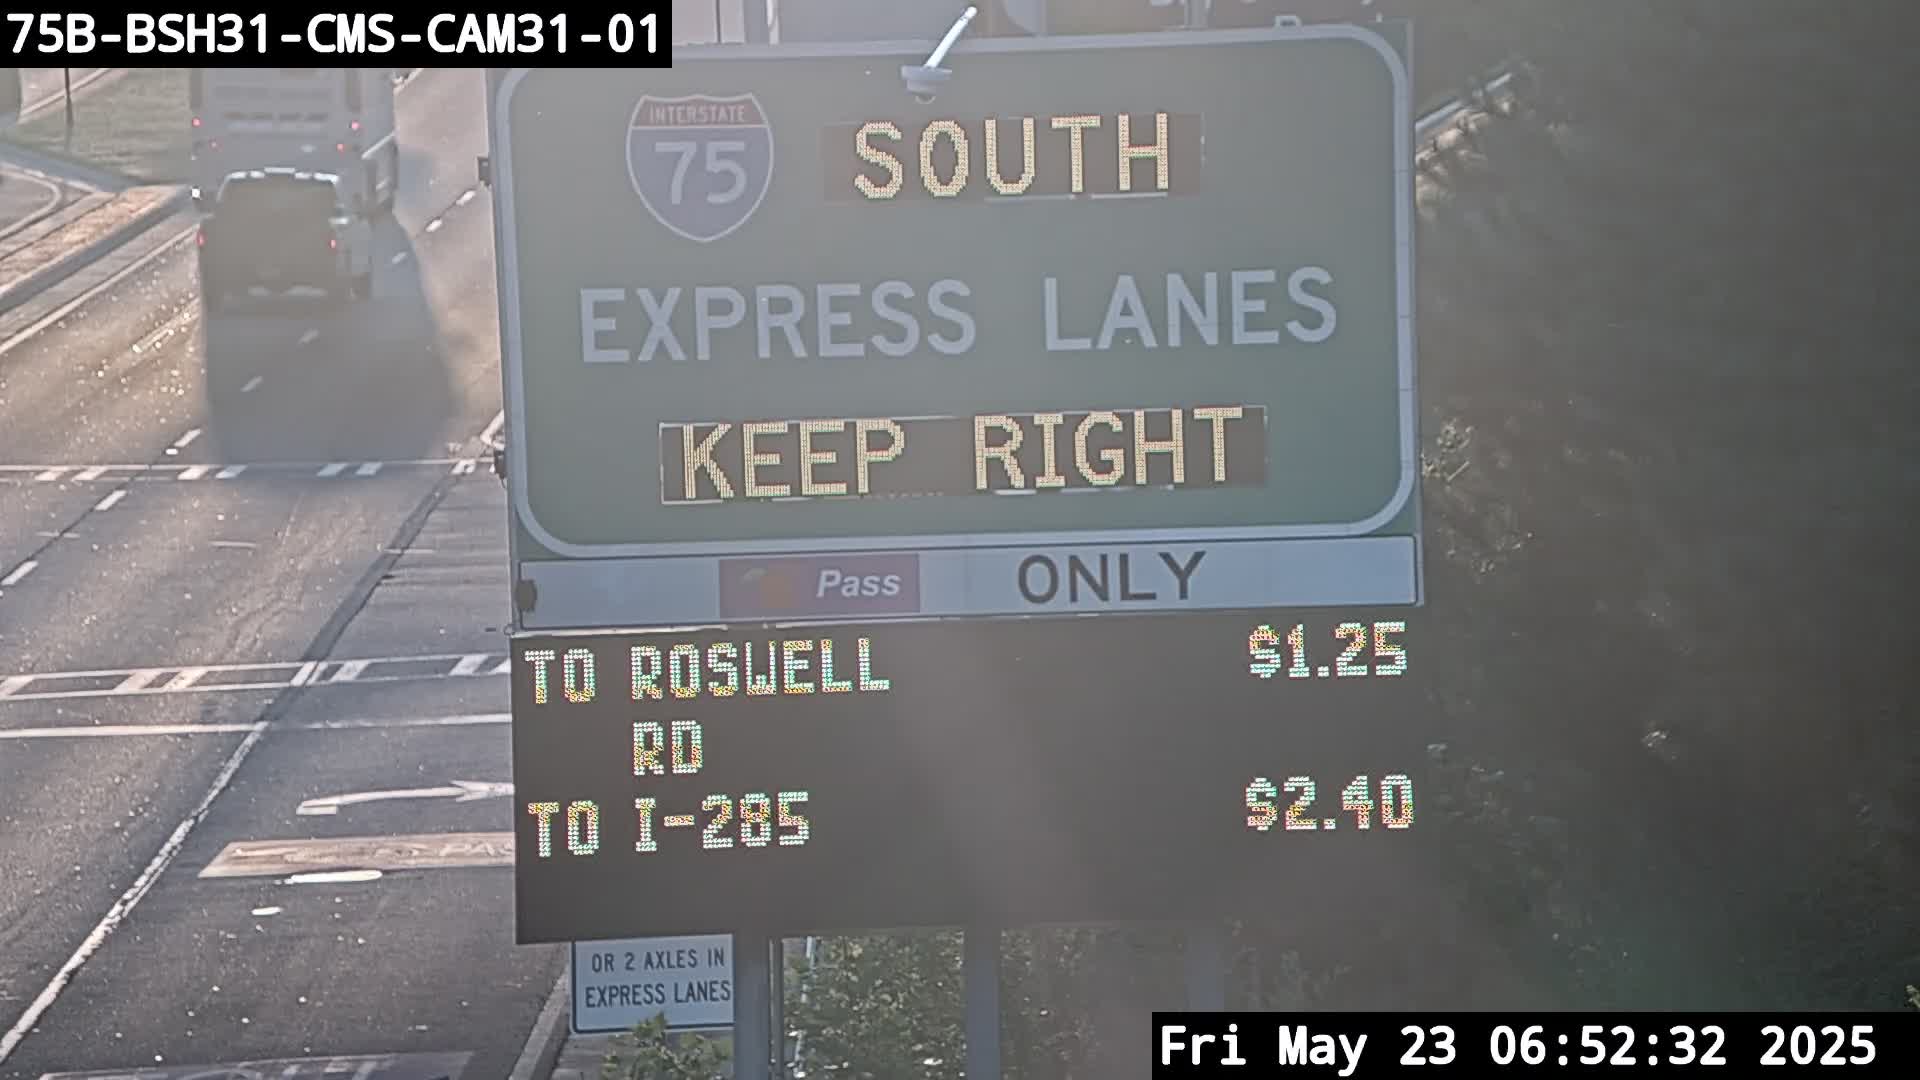 75B-BSH31-CMS-CAM31-01
INTERSTATE
75
SOUTH
EXPRESS LANES
KEEP RIGHT
Pass ONLY
TO ROSWELL $1.25
RD
TO I-285 $2.40
OR 2 AXLES IN
EXPRESS LANES
Fri May 23 06:52:32 2025